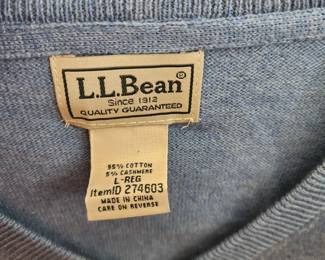 L.L.Bean®
Since 1912
QUALITY GUARANTEED
95% COTTON
5% CASHMERE
L-REG
ItemID 274603
MADE IN CHINA
CARE ON REVERSE